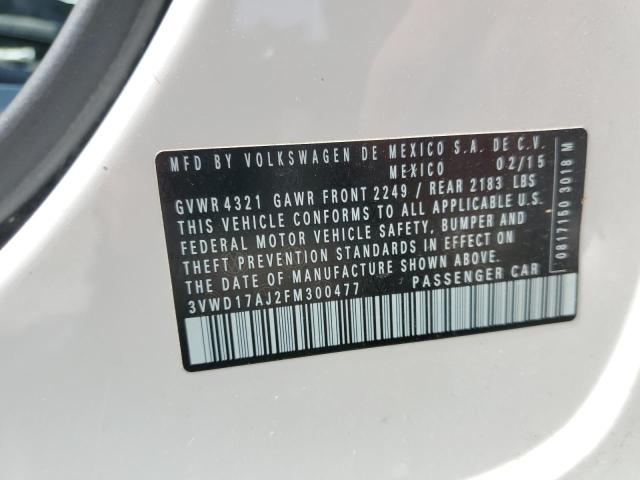 MFD BY VOLKSWAGEN DE MEXICO S.A. DE C.V.
MEXICO 02/15
GVWR 4321 GAWR FRONT 2249 / REAR 2183 LBS
THIS VEHICLE CONFORMS TO ALL APPLICABLE U.S.
FEDERAL MOTOR VEHICLE SAFETY, BUMPER AND
THEFT PREVENTION STANDARDS IN EFFECT ON
THE DATE OF MANUFACTURE SHOWN ABOVE.
3VWD17AJ2FM300477 PASSENGER CAR
0817150 3018 M